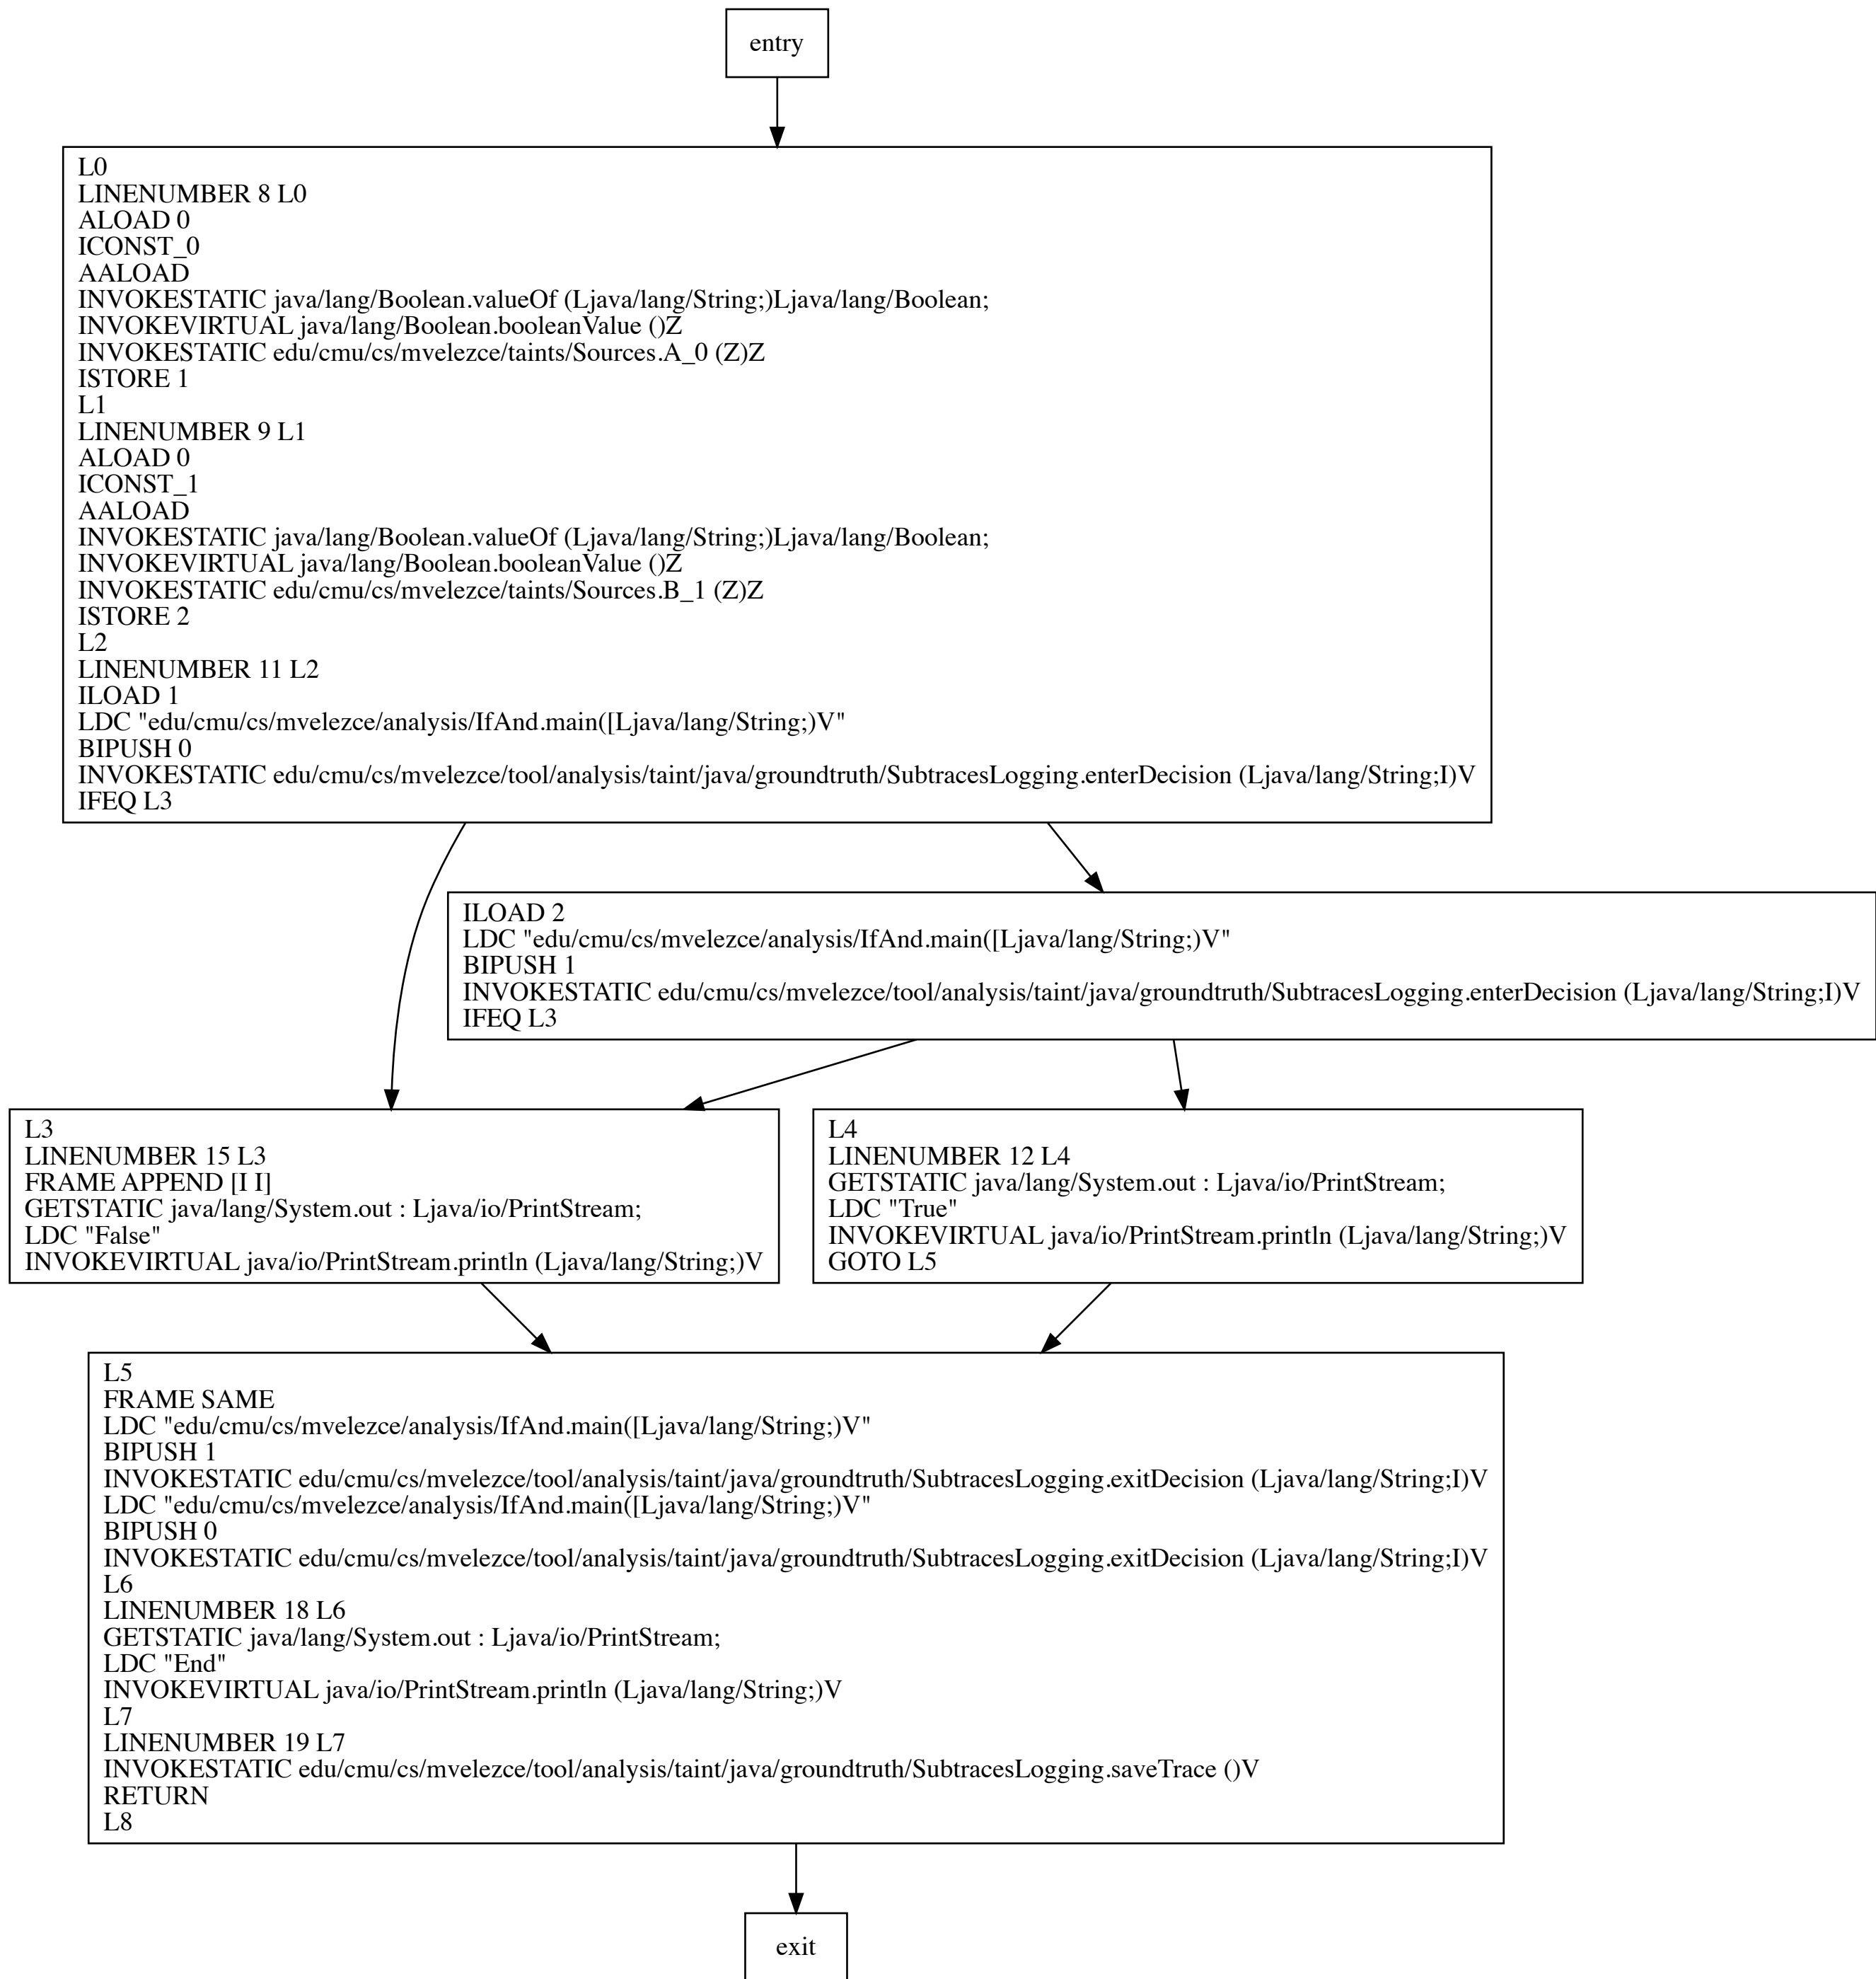 entry
L0
LINENUMBER 8 L0
ALOAD 0
ICONST_0
AALOAD
INVOKESTATIC java/lang/Boolean.valueOf (Ljava/lang/String;)Ljava/lang/Boolean;
INVOKEVIRTUAL java/lang/Boolean.booleanValue ()Z
INVOKESTATIC edu/cmu/cs/mvelezce/taints/Sources.A_0 (Z)Z
ISTORE 1
L1
LINENUMBER 9 L1
ALOAD 0
ICONST_1
AALOAD
INVOKESTATIC java/lang/Boolean.valueOf (Ljava/lang/String;)Ljava/lang/Boolean;
INVOKEVIRTUAL java/lang/Boolean.booleanValue ()Z
INVOKESTATIC edu/cmu/cs/mvelezce/taints/Sources.B_1 (Z)Z
ISTORE 2
L2
LINENUMBER 11 L2
ILOAD 1
LDC "edu/cmu/cs/mvelezce/analysis/IfAnd.main([Ljava/lang/String;)V"
BIPUSH 0
INVOKESTATIC edu/cmu/cs/mvelezce/tool/analysis/taint/java/groundtruth/SubtracesLogging.enterDecision (Ljava/lang/String;I)V
IFEQ L3
ILOAD 2
LDC "edu/cmu/cs/mvelezce/analysis/IfAnd.main([Ljava/lang/String;)V"
BIPUSH 1
INVOKESTATIC edu/cmu/cs/mvelezce/tool/analysis/taint/java/groundtruth/SubtracesLogging.enterDecision (Ljava/lang/String;I)V
IFEQ L3
L3
LINENUMBER 15 L3
FRAME APPEND [I I]
GETSTATIC java/lang/System.out : Ljava/io/PrintStream;
LDC "False"
INVOKEVIRTUAL java/io/PrintStream.println (Ljava/lang/String;)V
L4
LINENUMBER 12 L4
GETSTATIC java/lang/System.out : Ljava/io/PrintStream;
LDC "True"
INVOKEVIRTUAL java/io/PrintStream.println (Ljava/lang/String;)V
GOTO L5
L5
FRAME SAME
LDC "edu/cmu/cs/mvelezce/analysis/IfAnd.main([Ljava/lang/String;)V"
BIPUSH 1
INVOKESTATIC edu/cmu/cs/mvelezce/tool/analysis/taint/java/groundtruth/SubtracesLogging.exitDecision (Ljava/lang/String;I)V
LDC "edu/cmu/cs/mvelezce/analysis/IfAnd.main([Ljava/lang/String;)V"
BIPUSH 0
INVOKESTATIC edu/cmu/cs/mvelezce/tool/analysis/taint/java/groundtruth/SubtracesLogging.exitDecision (Ljava/lang/String;I)V
L6
LINENUMBER 18 L6
GETSTATIC java/lang/System.out : Ljava/io/PrintStream;
LDC "End"
INVOKEVIRTUAL java/io/PrintStream.println (Ljava/lang/String;)V
L7
LINENUMBER 19 L7
INVOKESTATIC edu/cmu/cs/mvelezce/tool/analysis/taint/java/groundtruth/SubtracesLogging.saveTrace ()V
RETURN
L8
exit